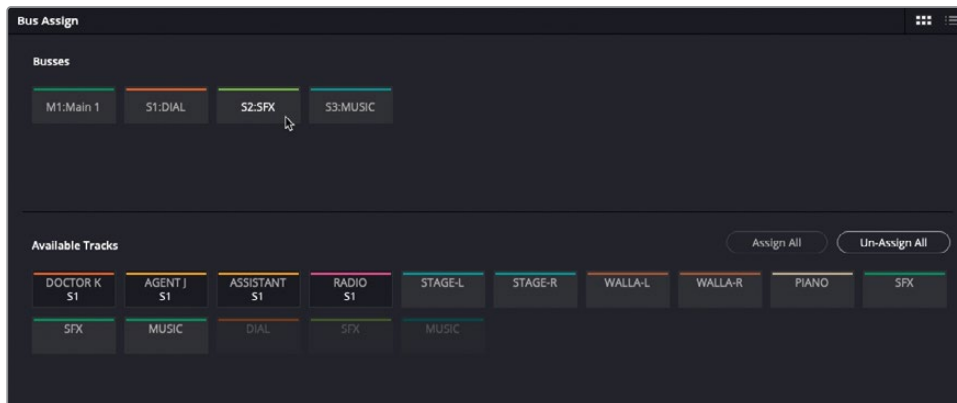 Bus Assign
Busses
M1:Main 1 S1:DIAL S2:SFX S3:MUSIC
Available Tracks Assign All Un-Assign All
DOCTOR K AGENT J ASSISTANT RADIO STAGE-L STAGE-R WALLA-L WALLA-R PIANO SFX
S1 S1 S1 S1
SFX MUSIC DIAL SFX MUSIC